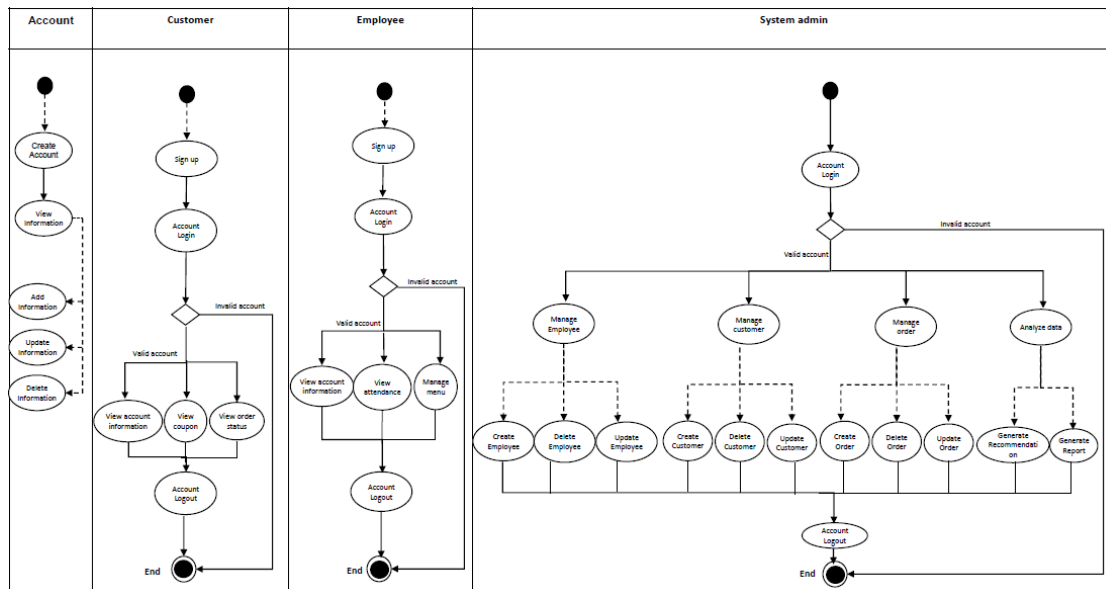 Account
Customer
Employee
System admin
Create
Account
View
Information
Add
Information
Update
Information
Delete
Information
Sign up
Account
Login
Invalid account
Valid account
View account
information
View
coupon
View order
status
Account
Logout
End
Sign up
Account
Login
Invalid account
Valid account
View account
information
View
attendance
Manage
menu
Account
Logout
End
Account
Login
Invalid account
Valid account
Manage
Employee
Manage
customer
Manage
order
Analyze data
Create
Employee
Delete
Employee
Update
Employee
Create
Customer
Delete
Customer
Update
Customer
Create
Order
Delete
Order
Update
Order
Generate
Recommendati
on
Generate
Report
Account
Logout
End